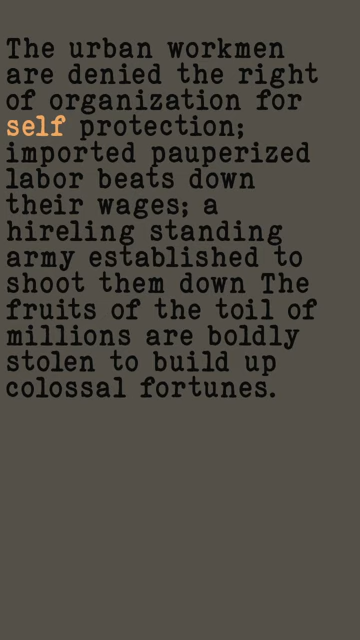 The urban workmen
are denied the right
of organization for
self protection;
imported pauperized
labor beats down
their wages; a
hireling standing
army established to
shoot them down The
fruits of the toil of
millions are boldly
stolen to build up
colossal fortunes.